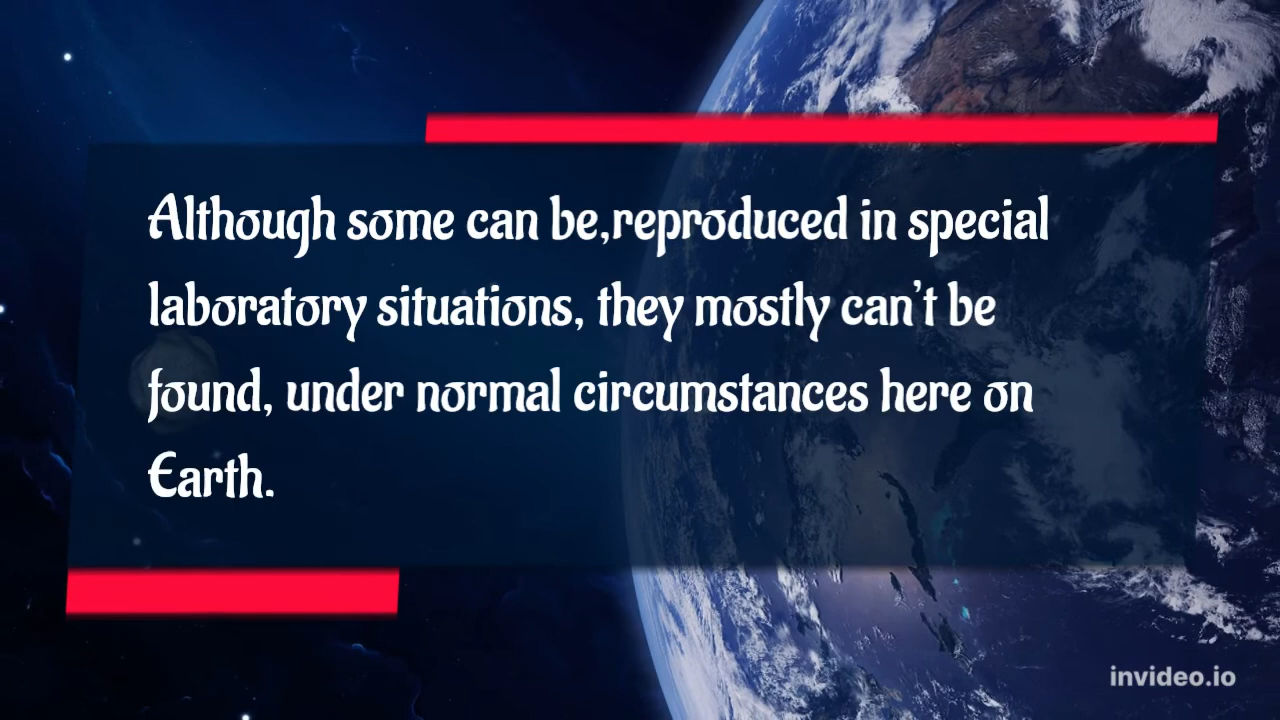 Although some can be,reproduced in special
laboratory situations, they mostly can't be
found, under normal circumstances here on
Earth.
invideo.io